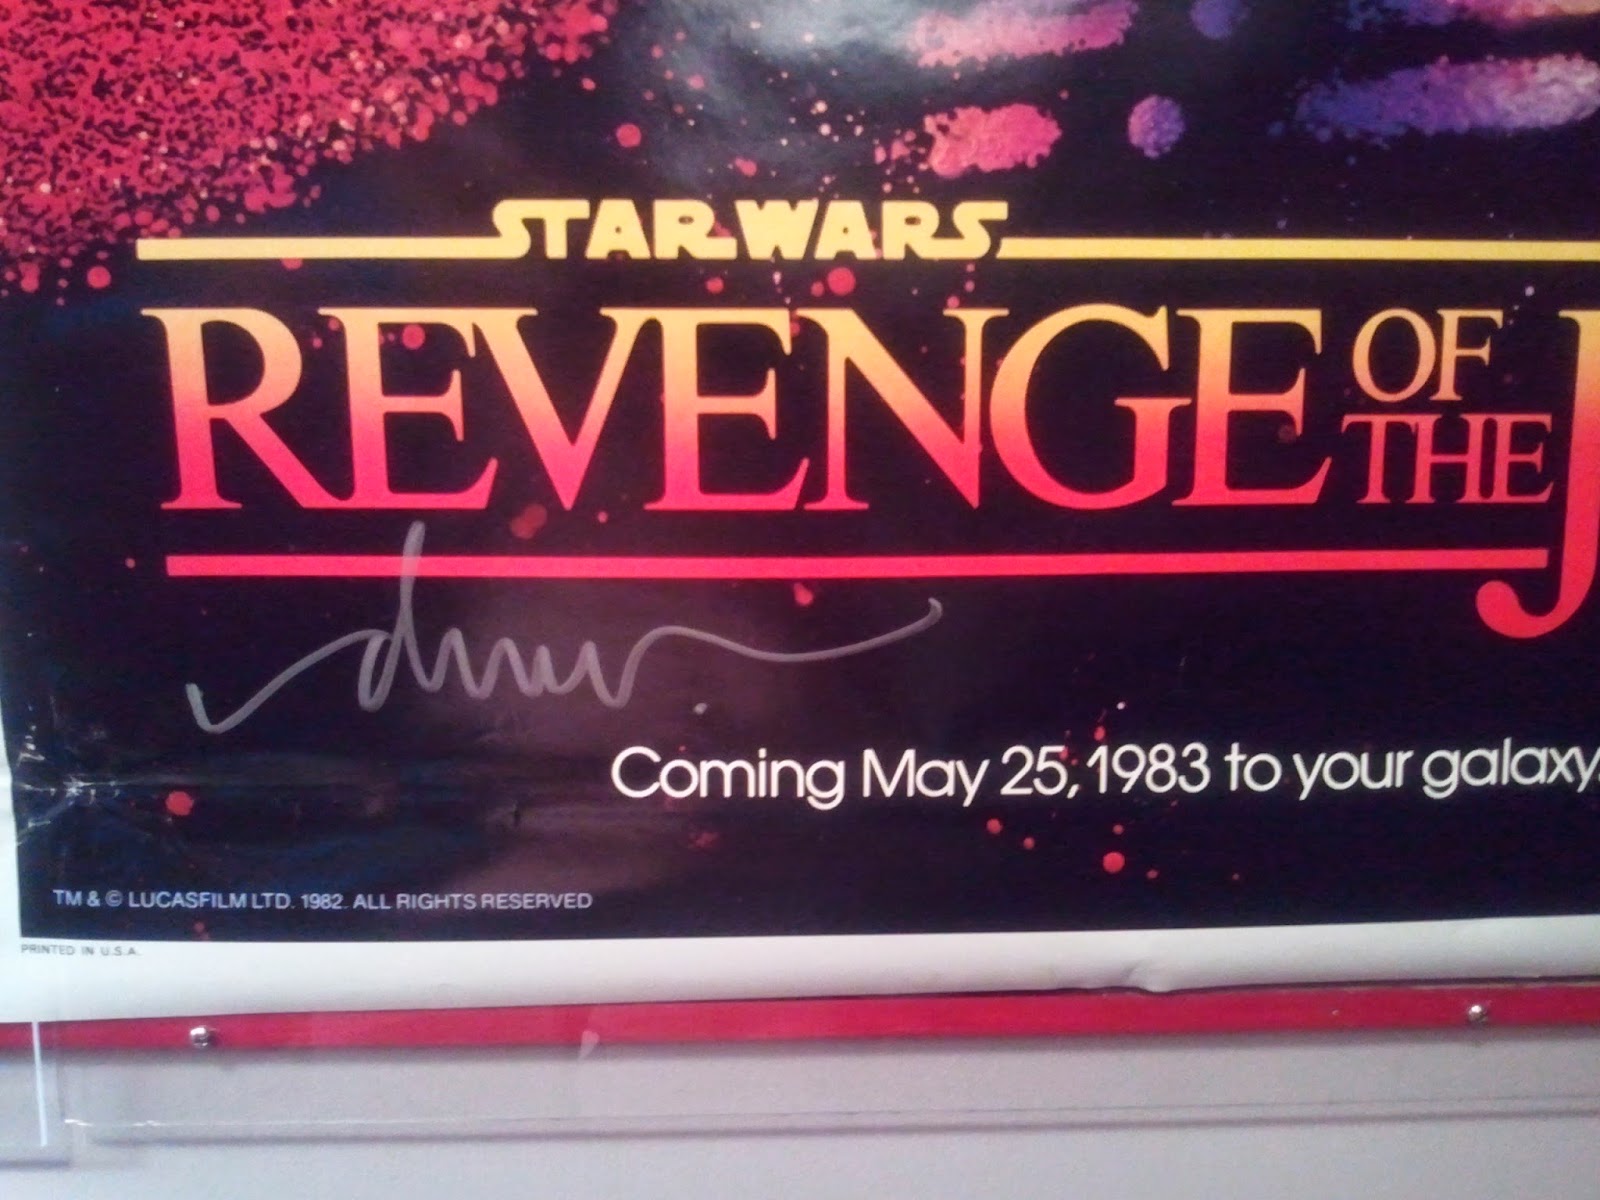 STAR WARS
REVENGE OF THE J
drew
Coming May 25, 1983 to your galaxy.
TM & © LUCASFILM LTD. 1982. ALL RIGHTS RESERVED
PRINTED IN U.S.A.